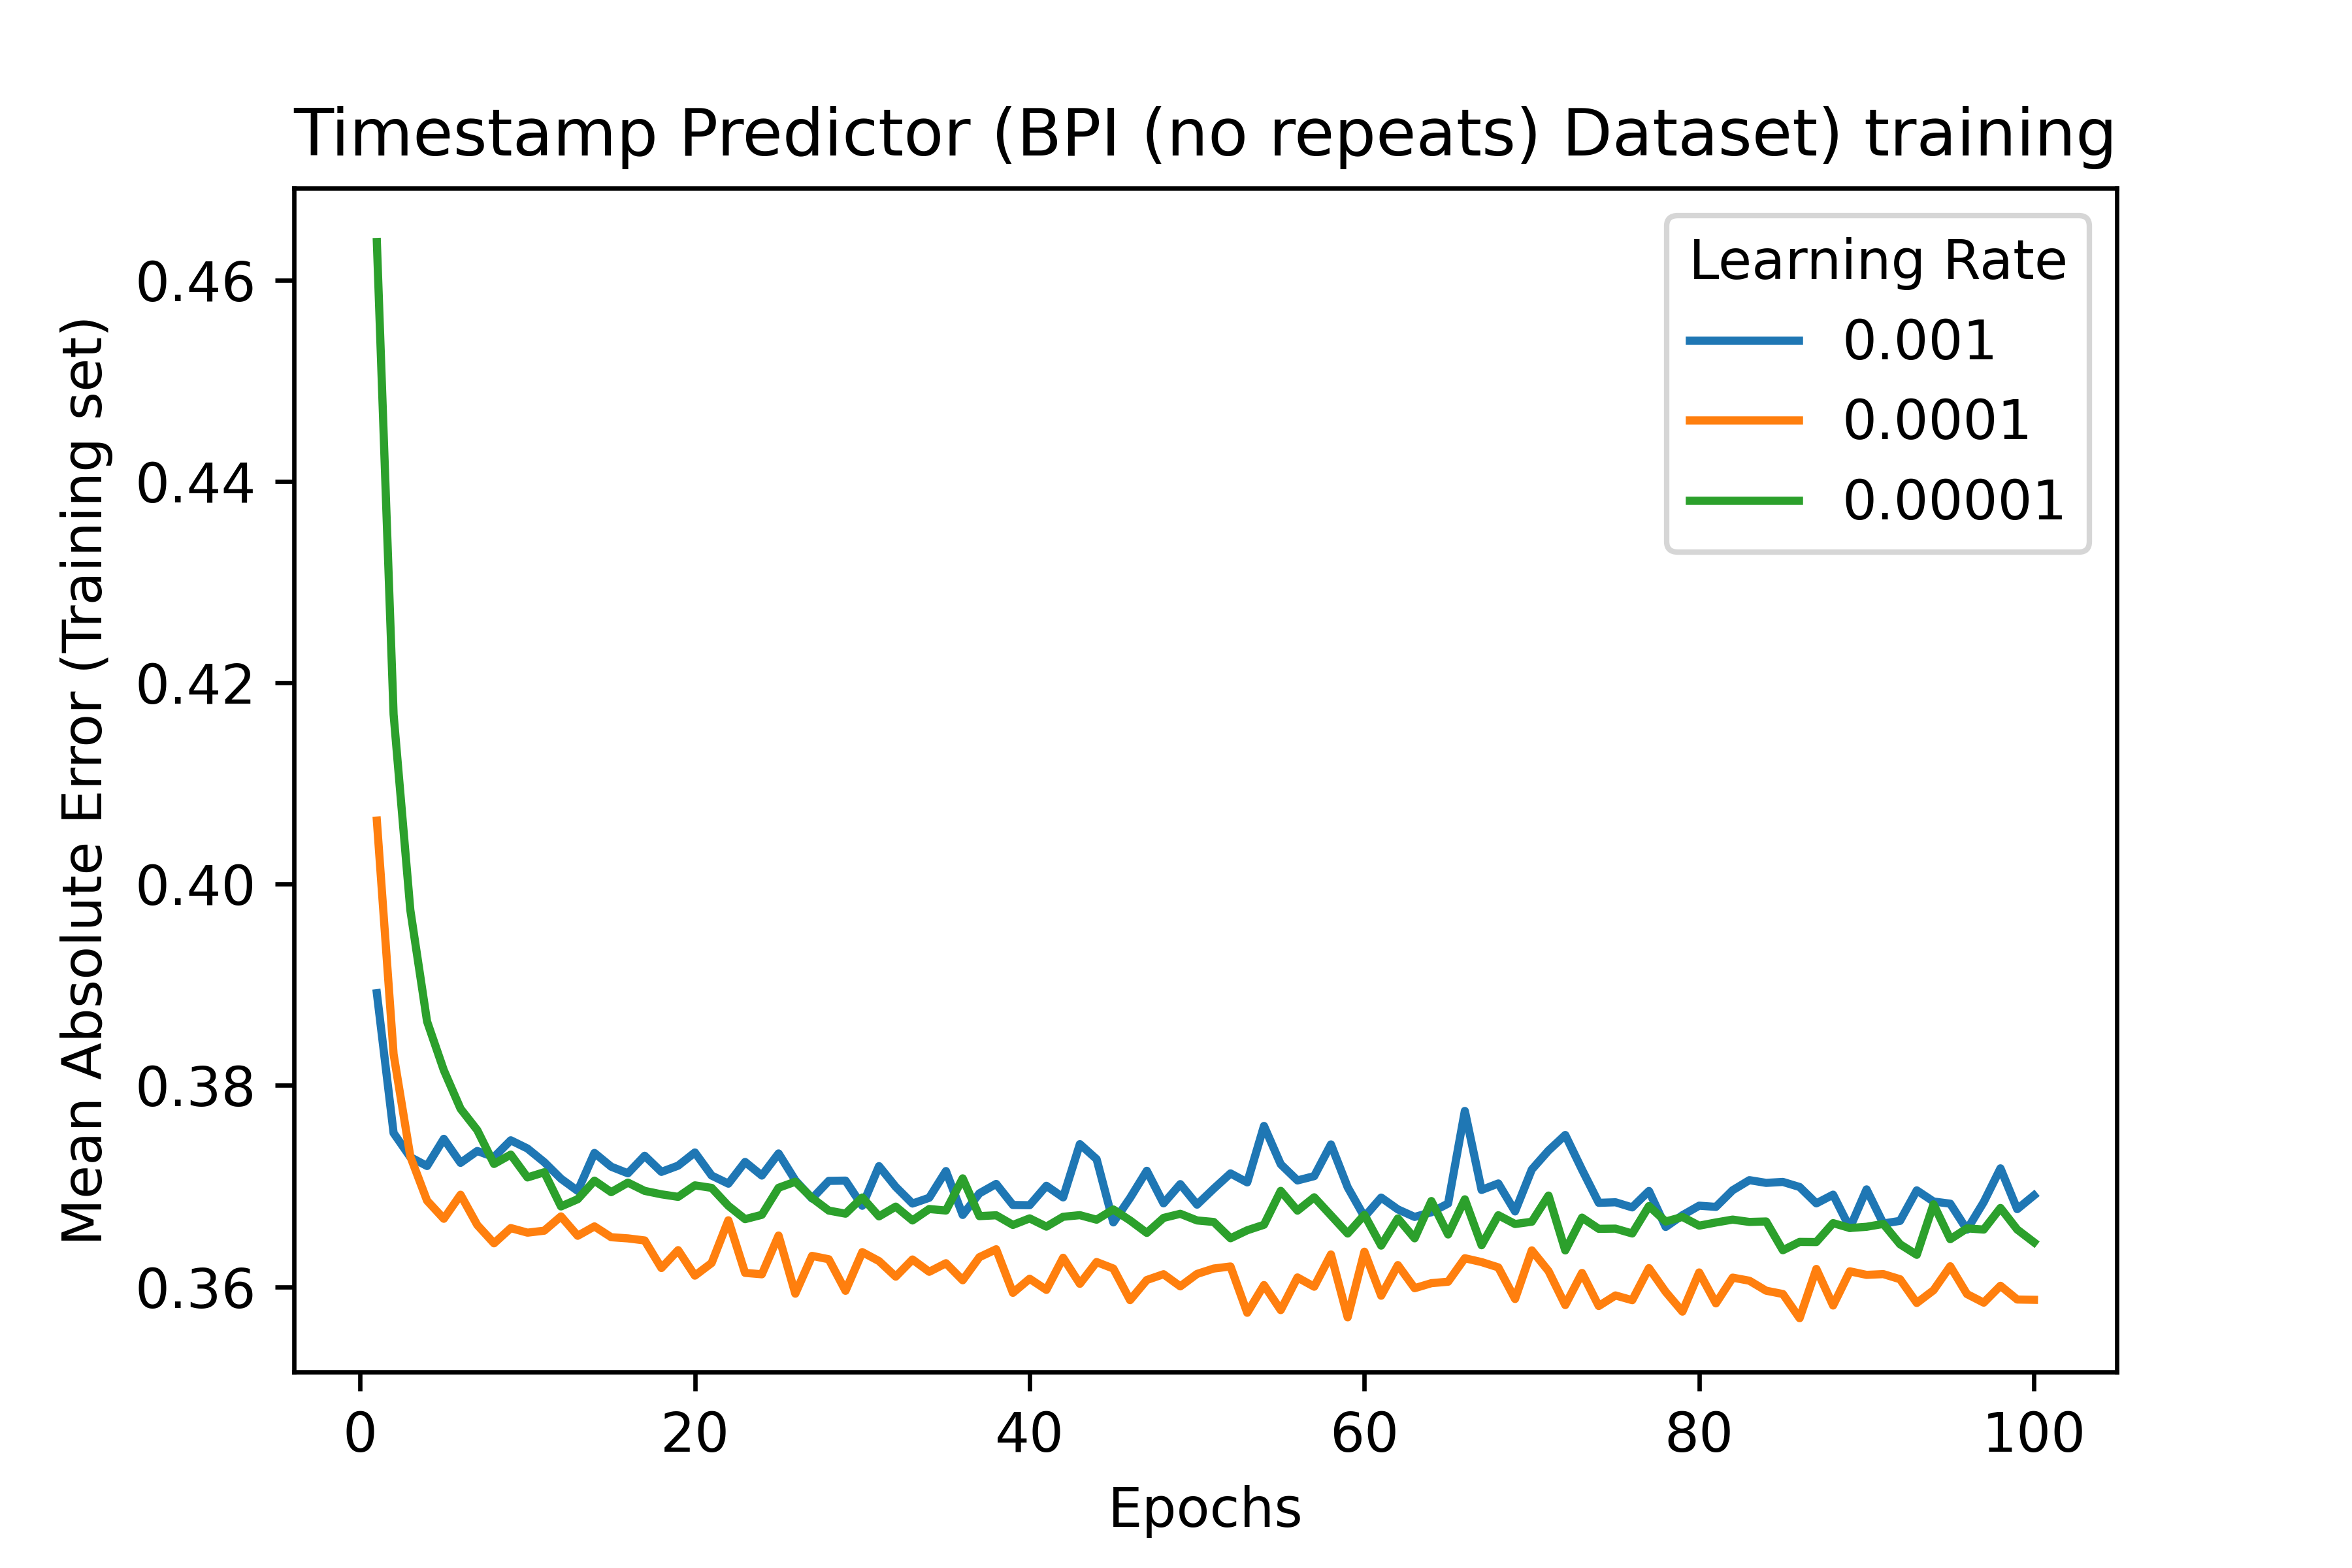 Timestamp Predictor (BPI (no repeats) Dataset) training
Mean Absolute Error (Training set)
0.46
0.44
0.42
0.40
0.38
0.36
Learning Rate
0.001
0.0001
0.00001
0 20 40 60 80 100
Epochs